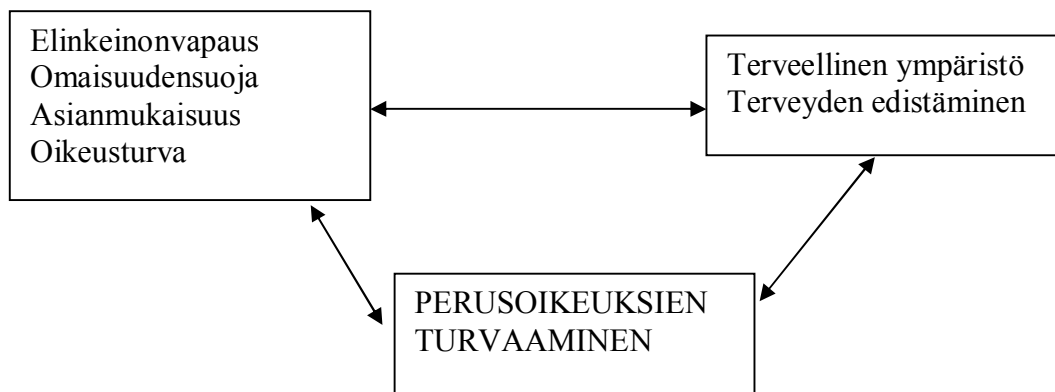 Elinkeinonvapaus
Omaisuudensuoja
Asianmukaisuus
Oikeusturva
Terveellinen ympäristö
Terveyden edistäminen
PERUSOIKEUKSIEN
TURVAAMINEN